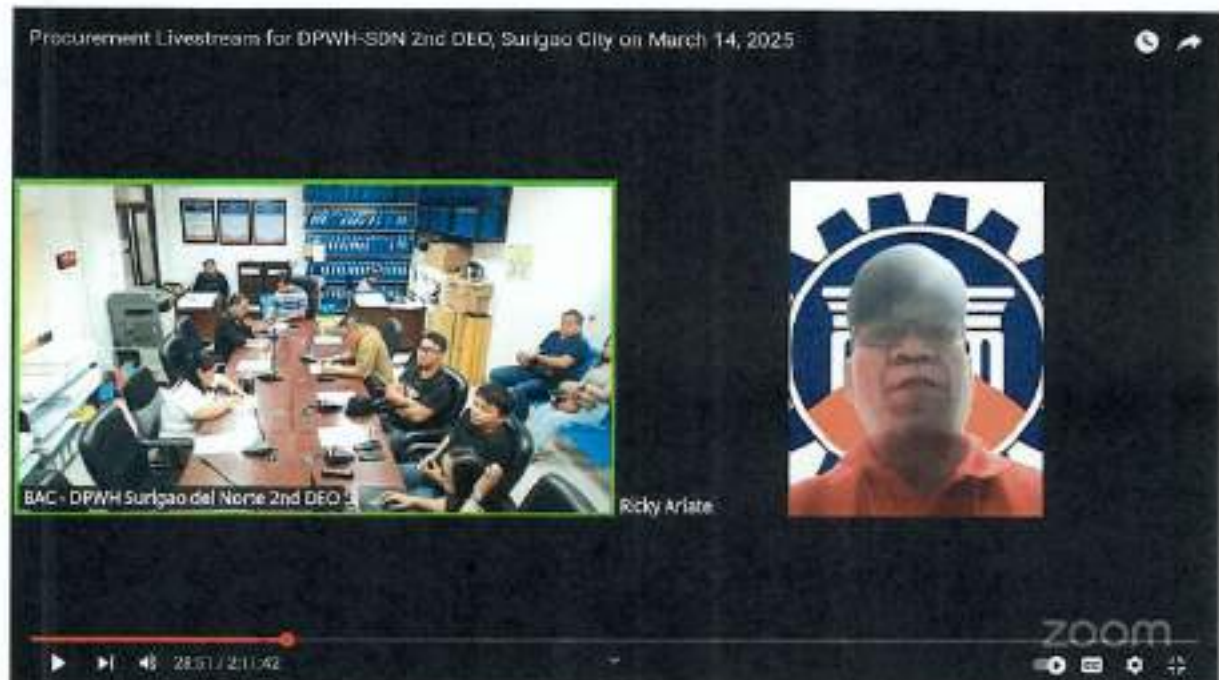 Procurement Livestream for DPWH-SDN 2nd DEO, Surigao City on March 14, 2025
BAC - DPWH Surigao del Norte 2nd DEO
Ricky Ariate
zoom
28:51 / 2:11:42
CC